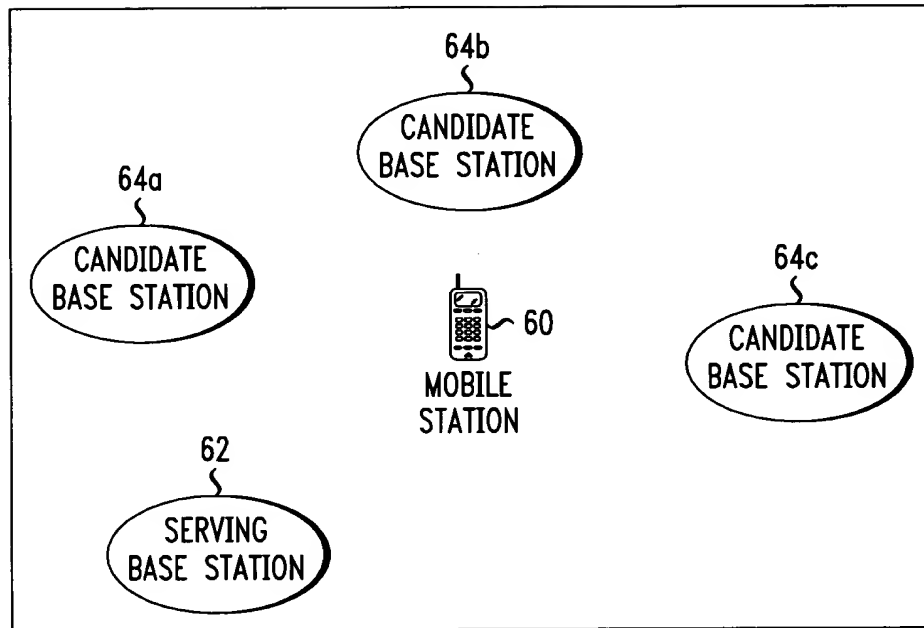 64b
CANDIDATE
BASE STATION
64a
CANDIDATE
BASE STATION
64c
CANDIDATE
BASE STATION
60
MOBILE
STATION
62
SERVING
BASE STATION